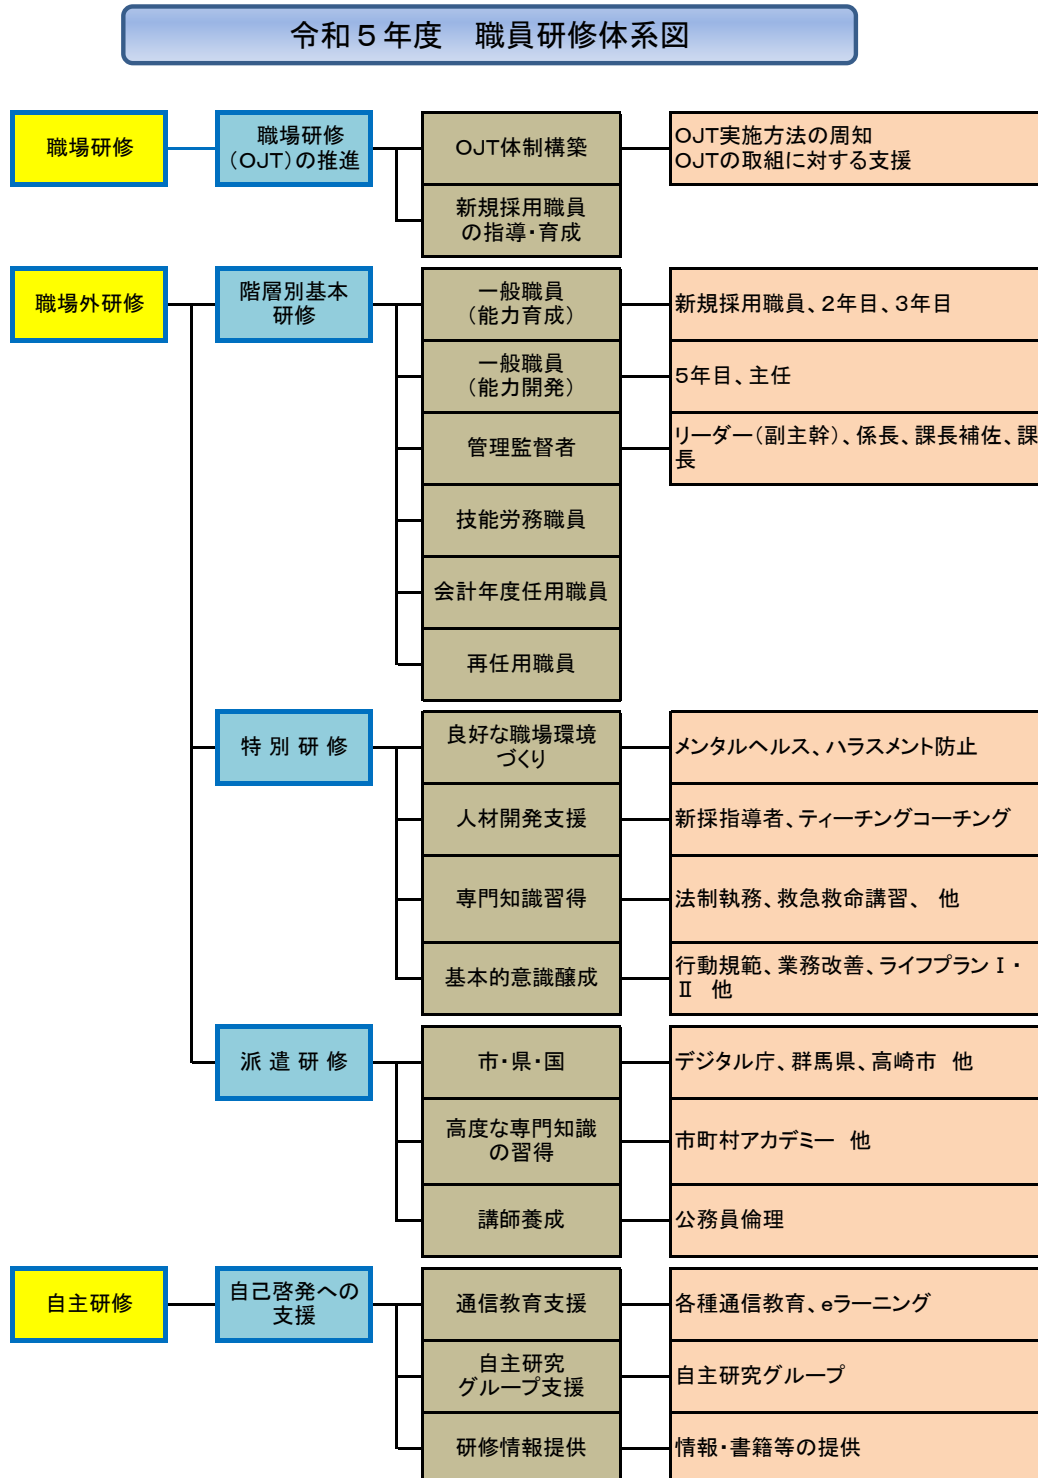 令和５年度　職員研修体系図
職場研修
職場研修
（OJT）の推進
OJT体制構築
OJT実施方法の周知
OJTの取組に対する支援
新規採用職員
の指導・育成
職場外研修
階層別基本
研修
一般職員
（能力育成）
新規採用職員、2年目、3年目
一般職員
（能力開発）
5年目、主任
管理監督者
リーダー（副主幹）、係長、課長補佐、課
長
技能労務職員
会計年度任用職員
再任用職員
特 別 研 修
良好な職場環境
づくり
メンタルヘルス、ハラスメント防止
人材開発支援
新採指導者、ティーチングコーチング
専門知識習得
法制執務、救急救命講習、　他
基本的意識醸成
行動規範、業務改善、ライフプランⅠ・
Ⅱ　他
派 遣 研 修
市・県・国
デジタル庁、群馬県、高崎市　他
高度な専門知識
の習得
市町村アカデミー　他
講師養成
公務員倫理
自主研修
自己啓発への
支援
通信教育支援
各種通信教育、eラーニング
自主研究
グループ支援
自主研究グループ
研修情報提供
情報・書籍等の提供